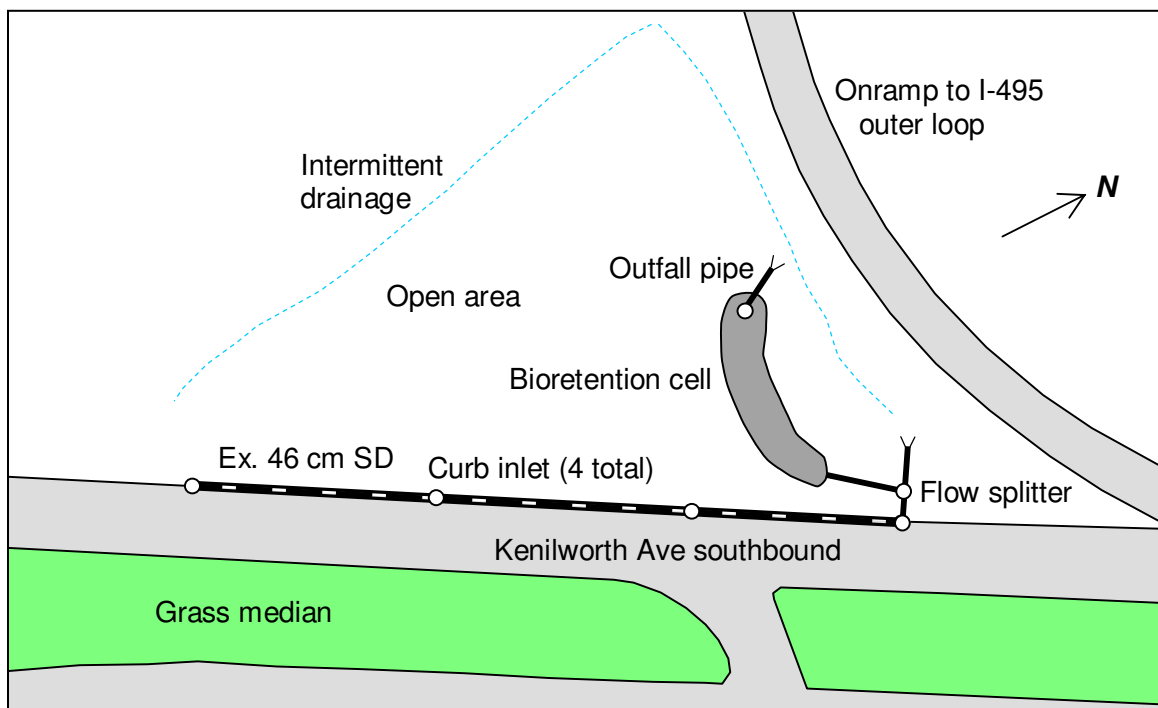 Onramp to I-495
outer loop
N
Intermittent
drainage
Outfall pipe
Open area
Bioretention cell
Ex. 46 cm SD
Curb inlet (4 total)
Flow splitter
Kenilworth Ave southbound
Grass median